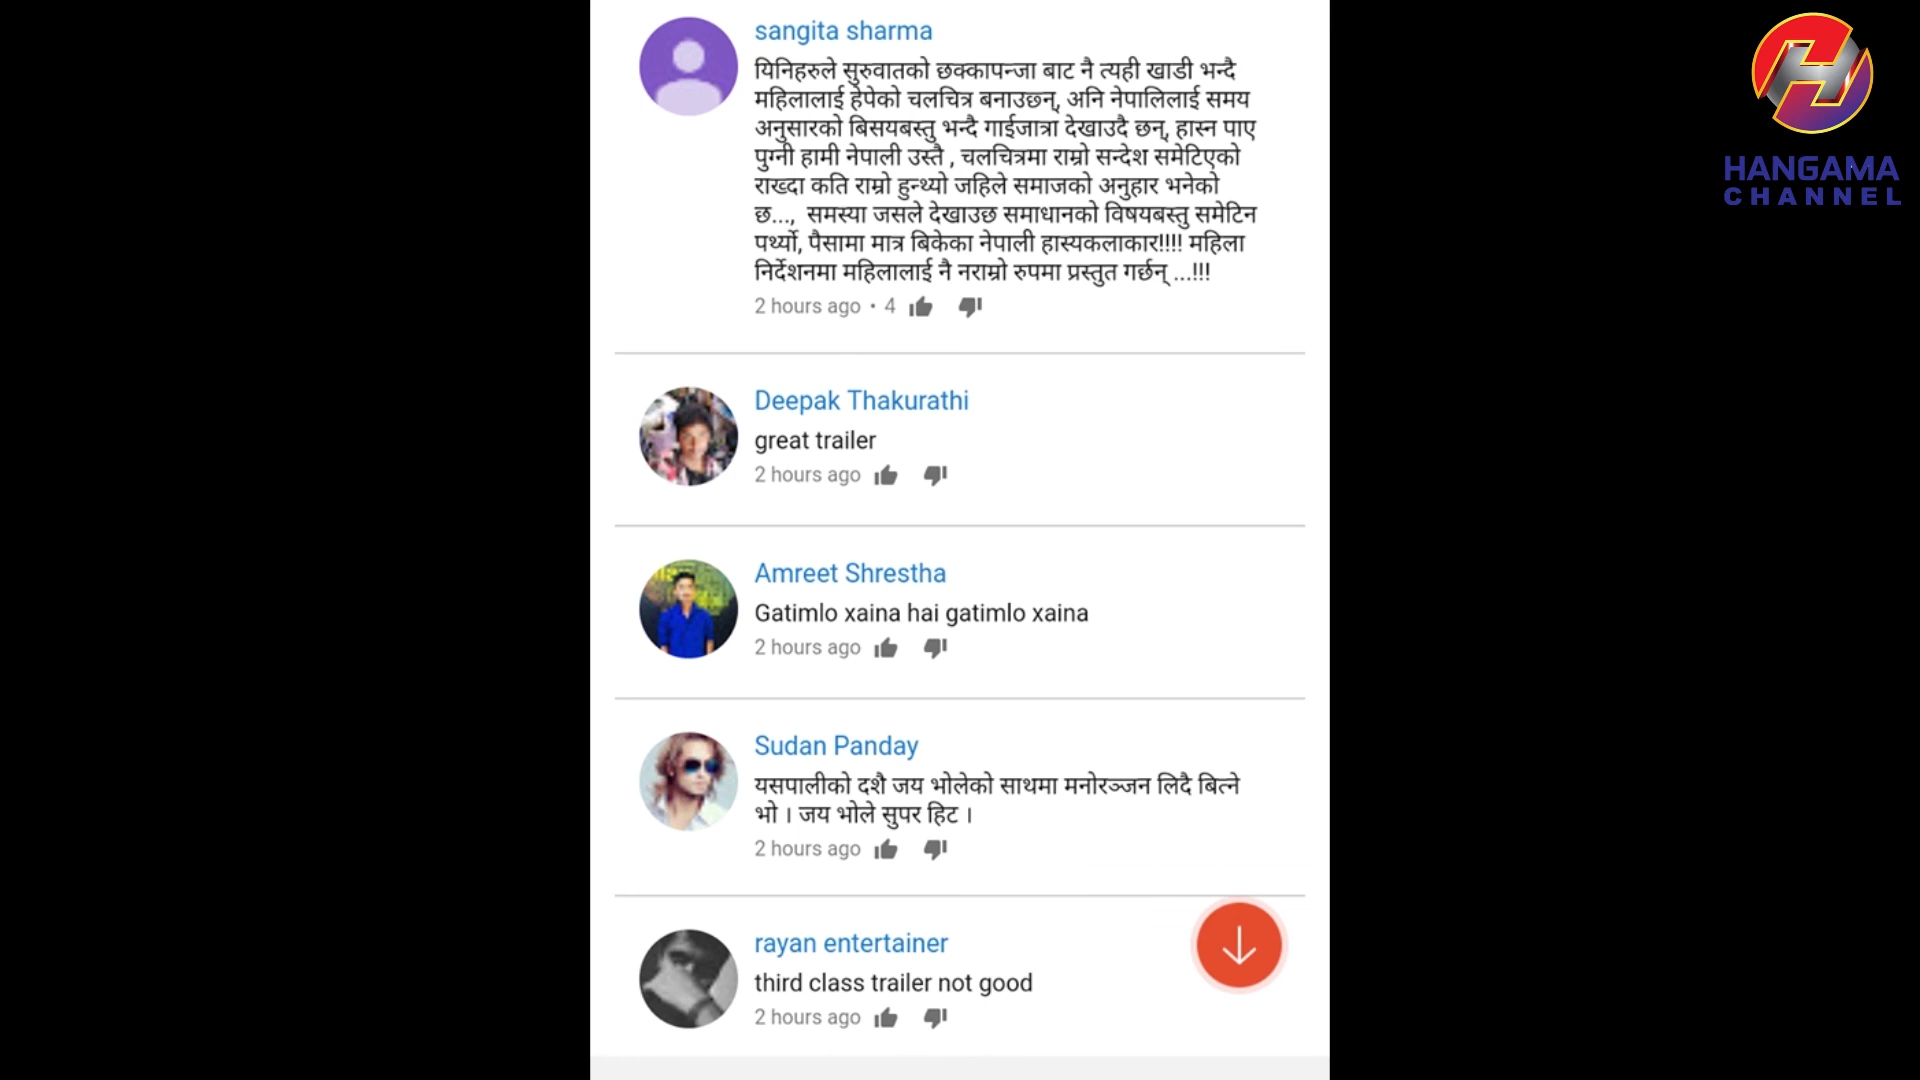 sangita sharma
यिनिहरुले सुरुवातको छक्कापन्जा बाट नै त्यही खाडी भन्दै
महिलालाई हेपेको चलचित्र बनाउछन्, अनि नेपालिलाई समय
अनुसारको बिसयबस्तु भन्दै गाईजात्रा देखाउदै छन्, हास्न पाए
पुग्नी हामी नेपाली उस्तै , चलचित्रमा राम्रो सन्देश समेटिएको
राख्दा कति राम्रो हुन्थ्यो जहिले समाजको अनुहार भनेको
छ..., समस्या जसले देखाउछ समाधानको विषयबस्तु समेटिन
पर्थ्यो, पैसामा मात्र बिकेका नेपाली हास्यकलाकार!!!! महिला
निर्देशनमा महिलालाई नै नराम्रो रुपमा प्रस्तुत गर्छन् ...!!!
2 hours ago • 4
Deepak Thakurathi
great trailer
2 hours ago
Amreet Shrestha
Gatimlo xaina hai gatimlo xaina
2 hours ago
Sudan Panday
यसपालीको दशै जय भोलेको साथमा मनोरञ्जन लिदै बित्ने
भो । जय भोले सुपर हिट ।
2 hours ago
rayan entertainer
third class trailer not good
2 hours ago
HANGAMA
CHANNEL